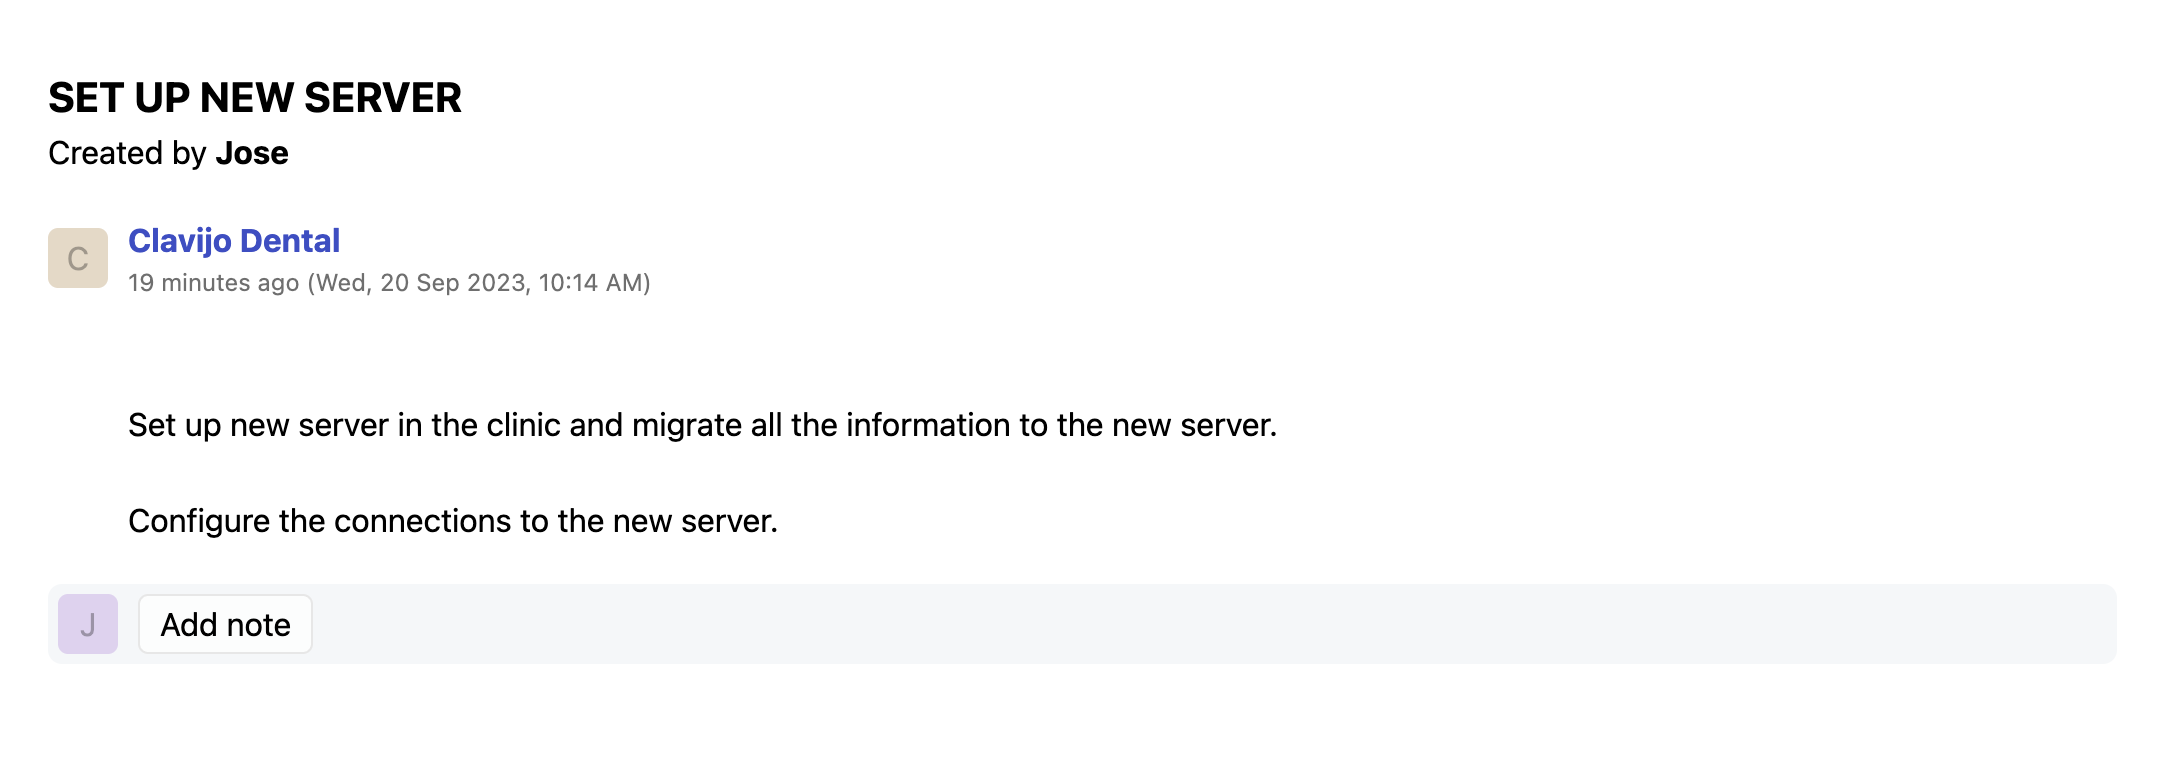 SET UP NEW SERVER
Created by Jose
C
Clavijo Dental
19 minutes ago (Wed, 20 Sep 2023, 10:14 AM)
Set up new server in the clinic and migrate all the information to the new server.
Configure the connections to the new server.
J
Add note